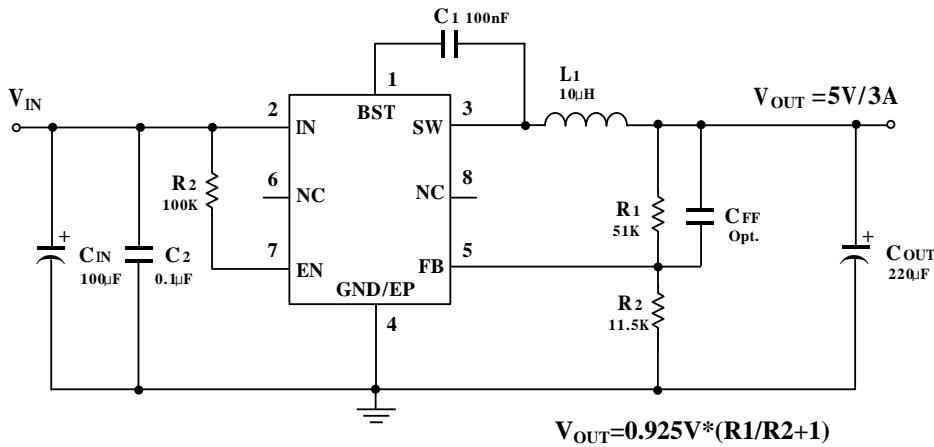 C1 100nF
L1
10μH
VIN
VOUT =5V/3A
1
BST
2
IN
SW
3
R2
100K
6
NC
NC
8
R1
51K
CFF
Opt.
+
CIN
100μF
C2
0.1μF
7
EN
FB
5
+
COUT
220μF
GND/EP
4
R2
11.5K
VOUT=0.925V*(R1/R2+1)